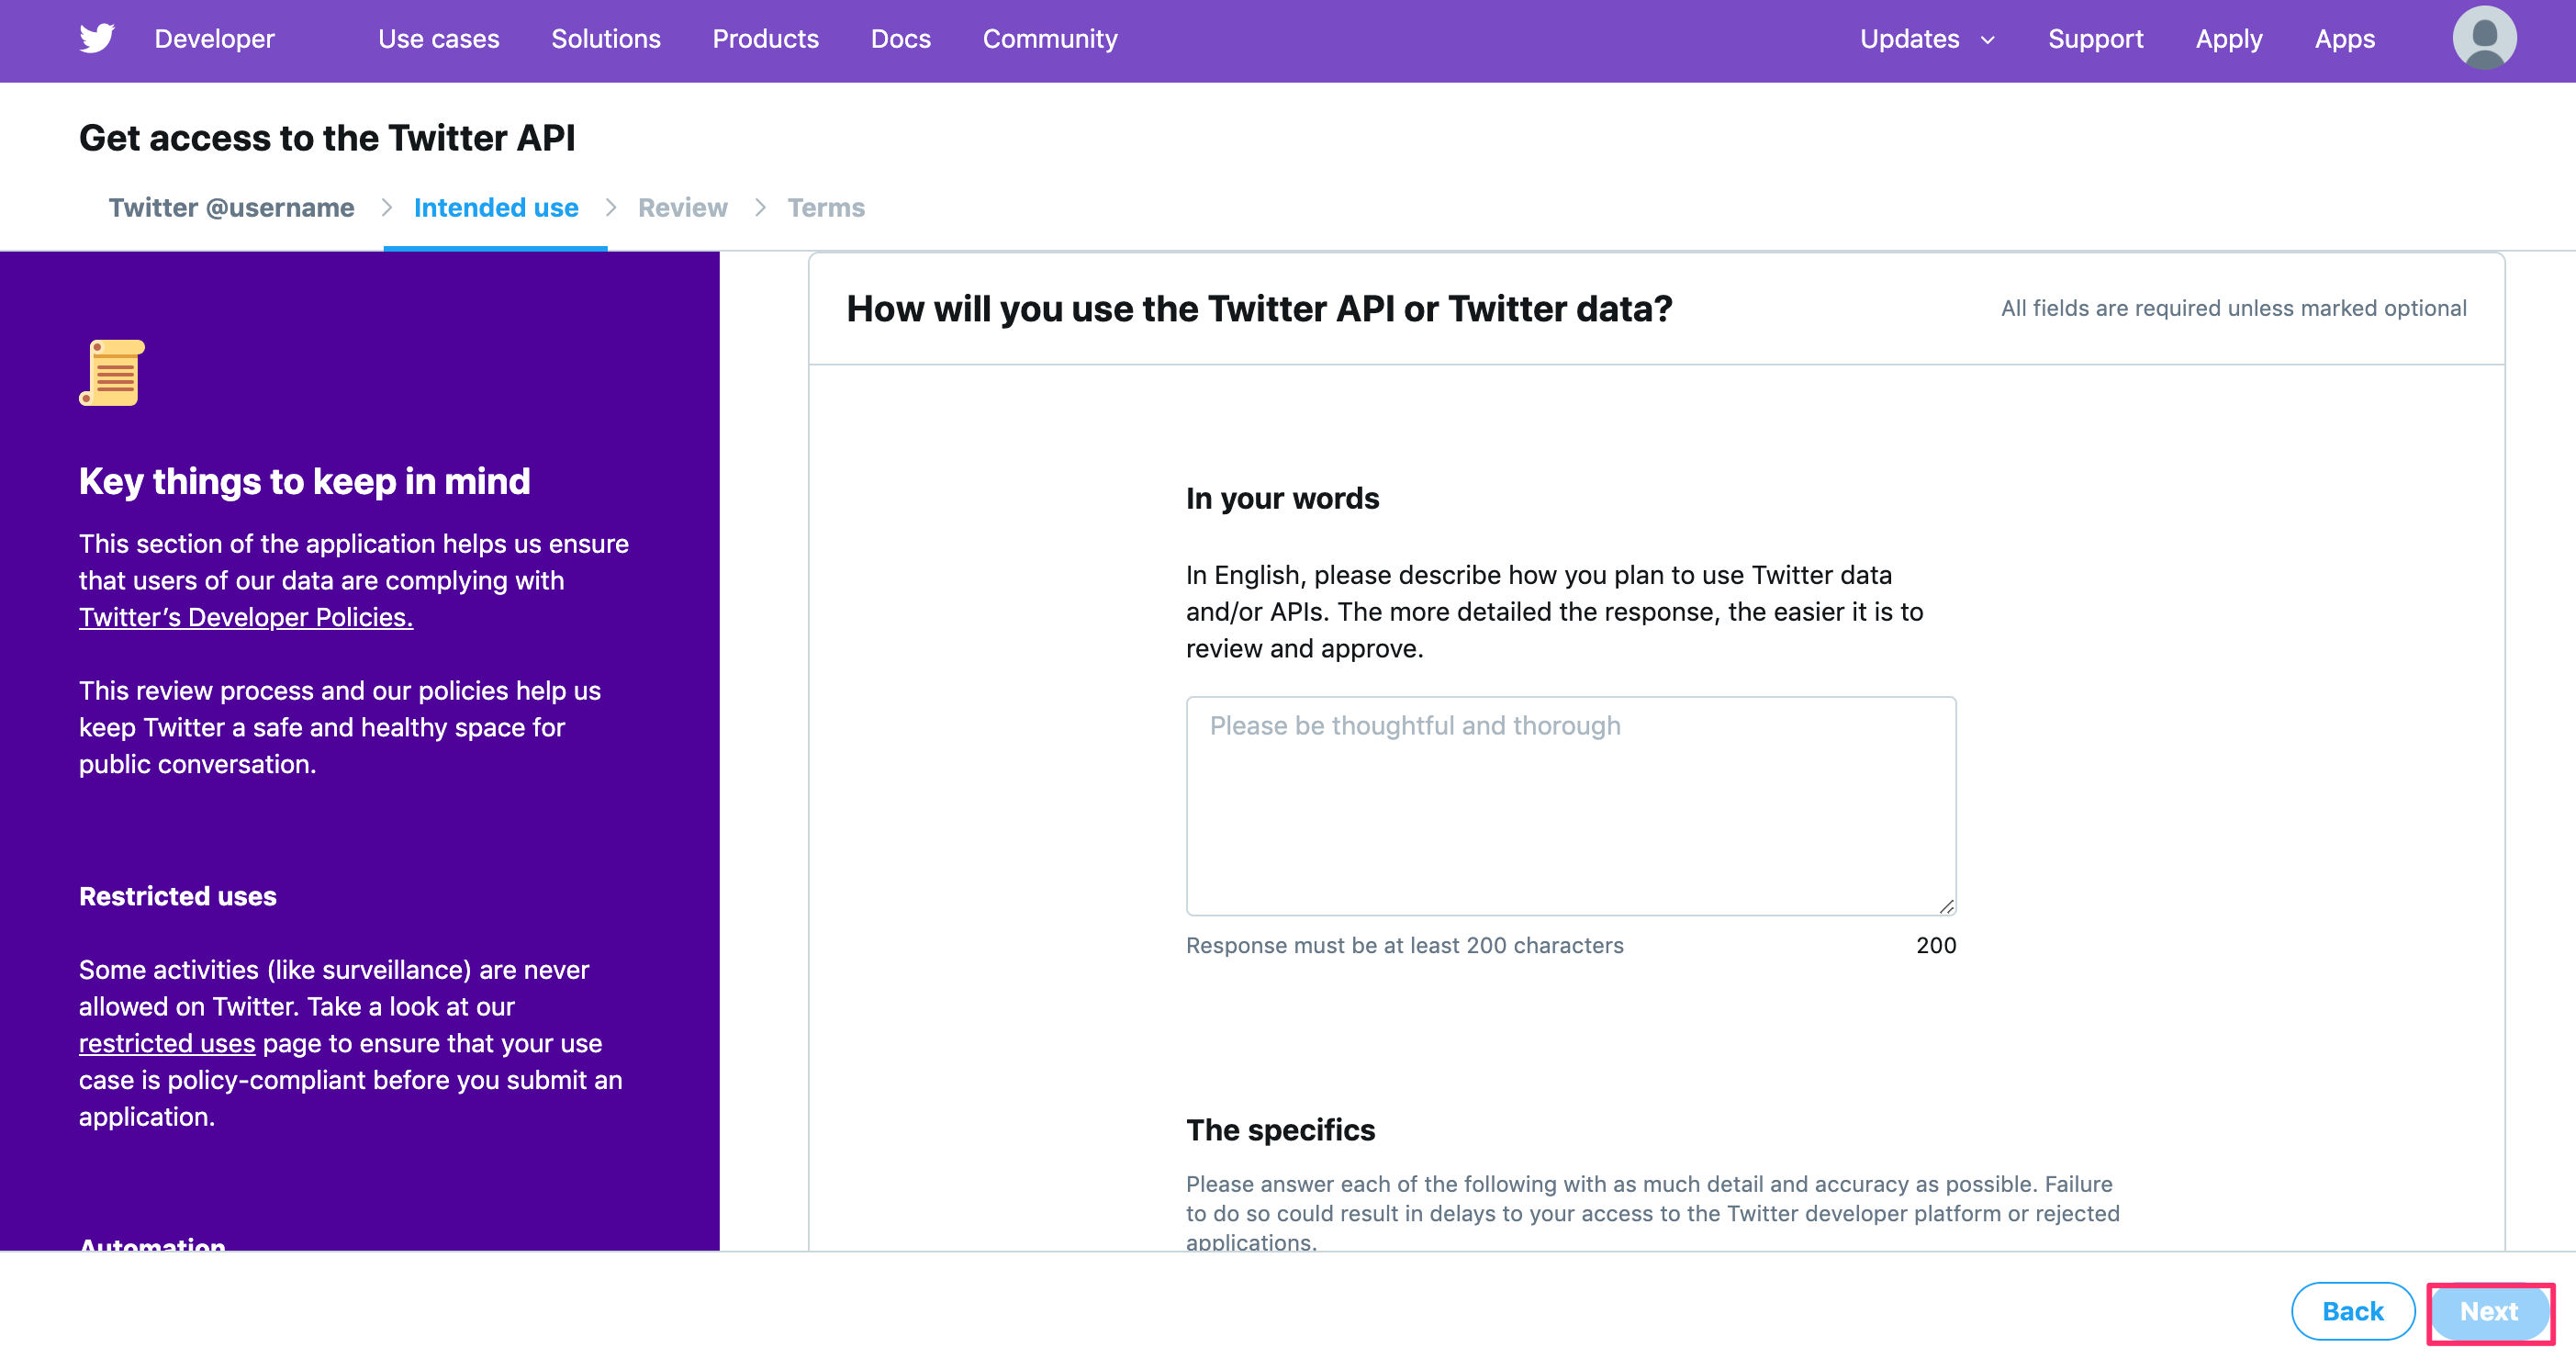 Developer Use cases Solutions Products Docs Community Updates Support Apply Apps
Get access to the Twitter API
Twitter @username Intended use Review Terms
Key things to keep in mind
This section of the application helps us ensure
that users of our data are complying with
Twitter’s Developer Policies.
This review process and our policies help us
keep Twitter a safe and healthy space for
public conversation.
Restricted uses
Some activities (like surveillance) are never
allowed on Twitter. Take a look at our
restricted uses page to ensure that your use
case is policy-compliant before you submit an
application.
Automation
How will you use the Twitter API or Twitter data?
All fields are required unless marked optional
In your words
In English, please describe how you plan to use Twitter data
and/or APIs. The more detailed the response, the easier it is to
review and approve.
Please be thoughtful and thorough
Response must be at least 200 characters 200
The specifics
Please answer each of the following with as much detail and accuracy as possible. Failure
to do so could result in delays to your access to the Twitter developer platform or rejected
applications.
Back Next